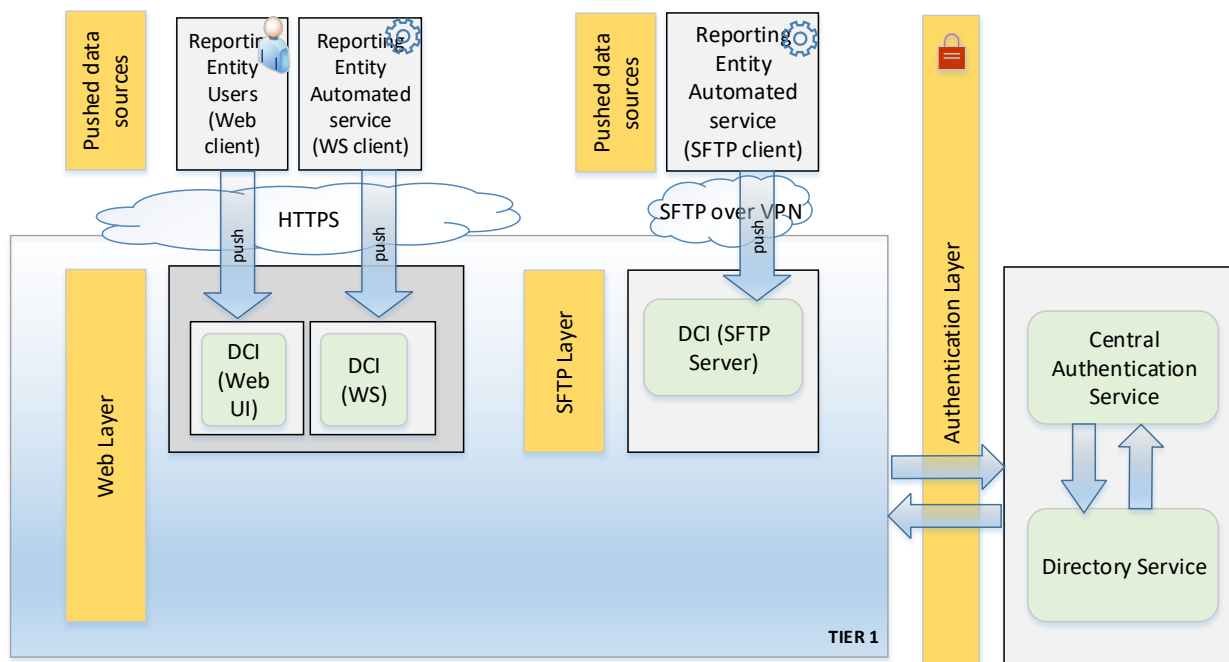 Pushed data
sources
Reporting
Entity
Users
(Web
client)
Reporting
Entity
Automated
service
(WS client)
Pushed data
sources
Reporting
Entity
Automated
service
(SFTP client)
HTTPS
SFTP over VPN
push
push
push
Web Layer
DCI
(Web
UI)
DCI
(WS)
SFTP Layer
DCI (SFTP
Server)
Authentication Layer
Central
Authentication
Service
Directory Service
TIER 1